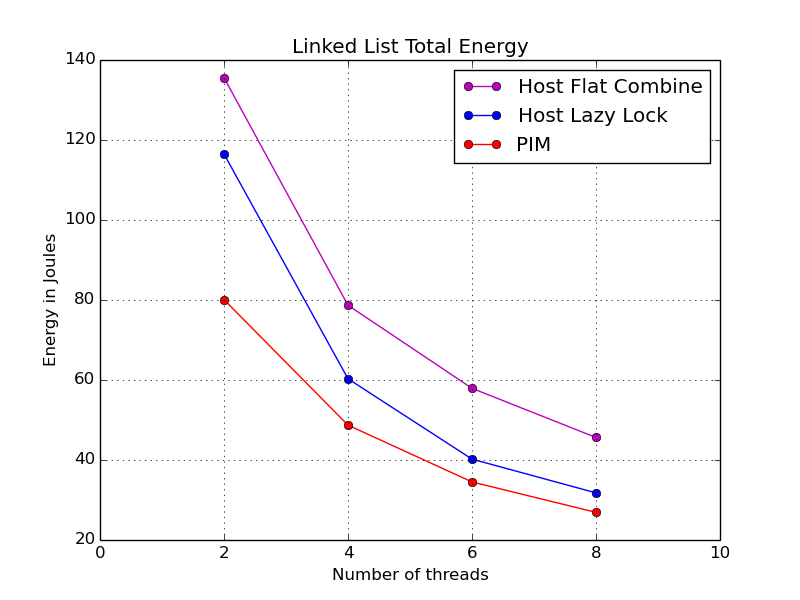 Linked List Total Energy
140
120
100
80
60
40
20
Energy in Joules
Host Flat Combine
Host Lazy Lock
PIM
0 2 4 6 8 10
Number of threads